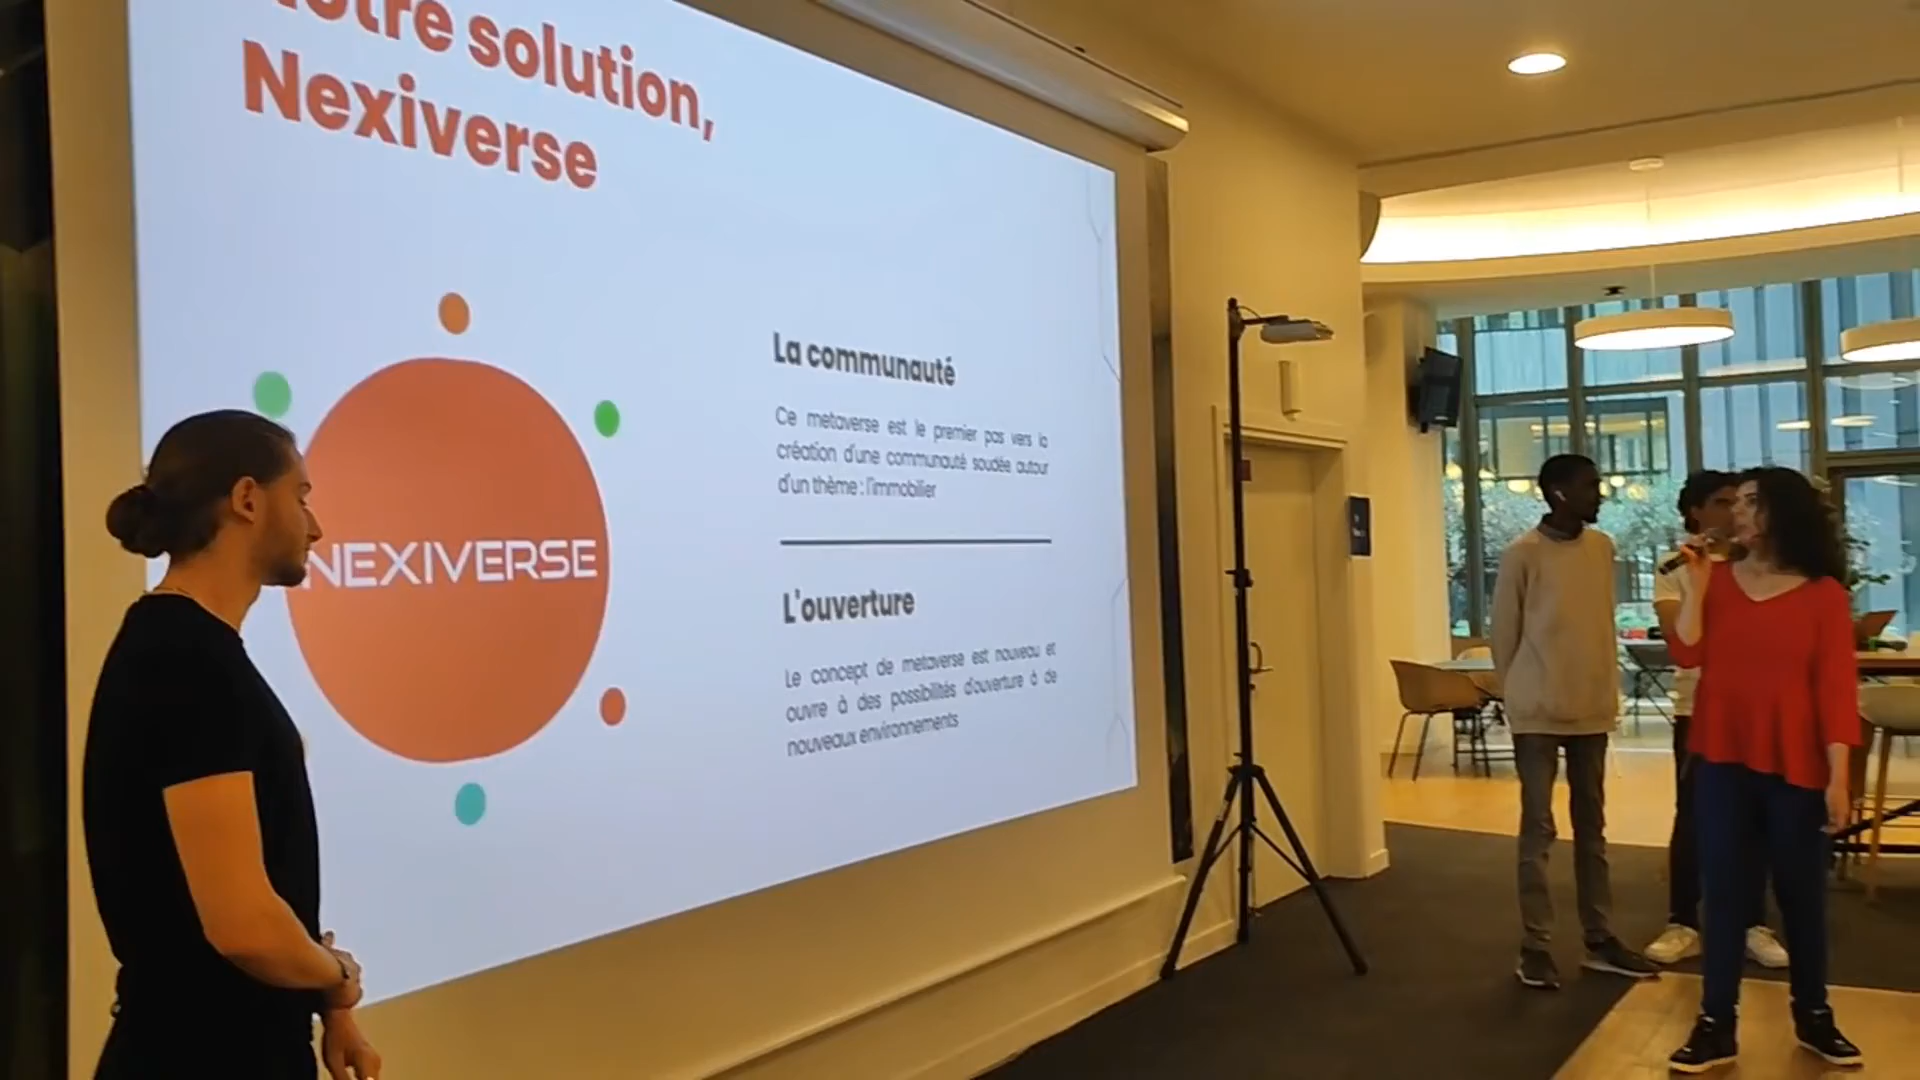 notre solution,
Nexiverse
NEXIVERSE
La communauté
Ce metaverse est le premier pas vers la
création d'une communauté soudée autour
d'un thème : l'immobilier
L'ouverture
Le concept de metaverse est nouveau et
ouvre à des possibilités d'ouverture à de
nouveaux environnements